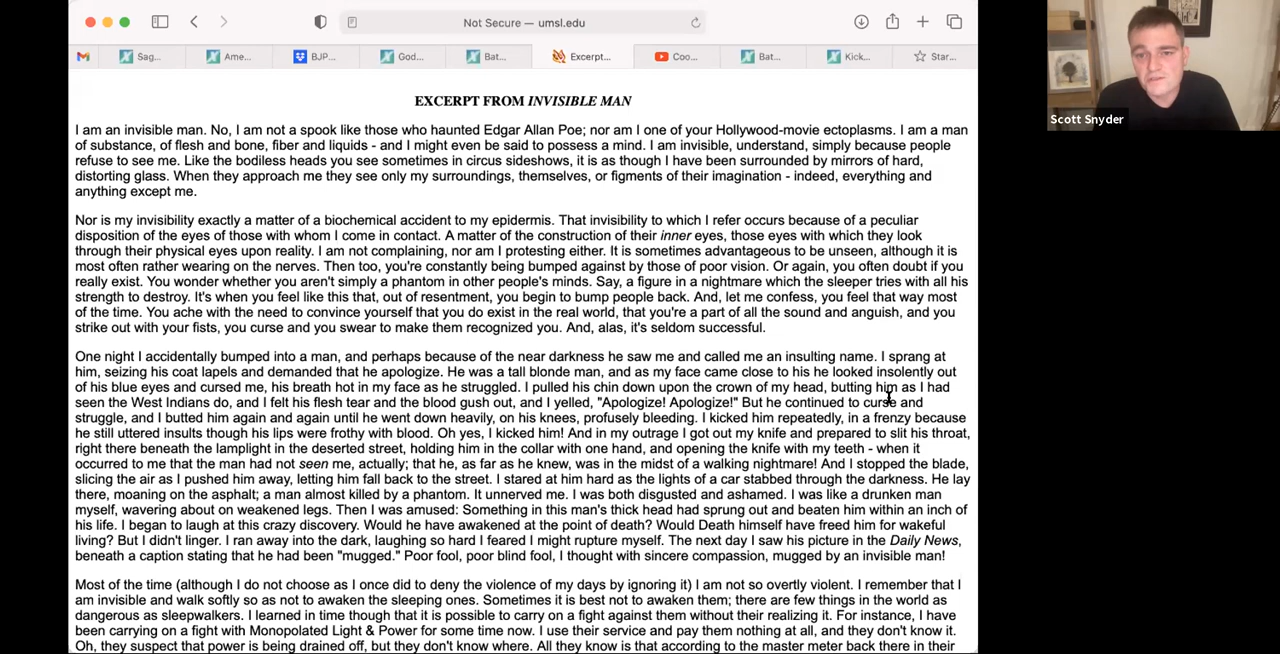 Not Secure — umsl.edu
Sag...
Ame...
BJP...
God...
Bat...
Excerpt...
Coo...
Bat...
Kick...
Star...
Scott Snyder
EXCERPT FROM INVISIBLE MAN
I am an invisible man. No, I am not a spook like those who haunted Edgar Allan Poe; nor am I one of your Hollywood-movie ectoplasms. I am a man
of substance, of flesh and bone, fiber and liquids - and I might even be said to possess a mind. I am invisible, understand, simply because people
refuse to see me. Like the bodiless heads you see sometimes in circus sideshows, it is as though I have been surrounded by mirrors of hard,
distorting glass. When they approach me they see only my surroundings, themselves, or figments of their imagination - indeed, everything and
anything except me.
Nor is my invisibility exactly a matter of a biochemical accident to my epidermis. That invisibility to which I refer occurs because of a peculiar
disposition of the eyes of those with whom I come in contact. A matter of the construction of their inner eyes, those eyes with which they look
through their physical eyes upon reality. I am not complaining, nor am I protesting either. It is sometimes advantageous to be unseen, although it is
most often rather wearing on the nerves. Then too, you're constantly being bumped against by those of poor vision. Or again, you often doubt if you
really exist. You wonder whether you aren't simply a phantom in other people's minds. Say, a figure in a nightmare which the sleeper tries with all his
strength to destroy. It's when you feel like this that, out of resentment, you begin to bump people back. And, let me confess, you feel that way most
of the time. You ache with the need to convince yourself that you do exist in the real world, that you're a part of all the sound and anguish, and you
strike out with your fists, you curse and you swear to make them recognized you. And, alas, it's seldom successful.
One night I accidentally bumped into a man, and perhaps because of the near darkness he saw me and called me an insulting name. I sprang at
him, seizing his coat lapels and demanded that he apologize. He was a tall blonde man, and as my face came close to his he looked insolently out
of his blue eyes and cursed me, his breath hot in my face as he struggled. I pulled his chin down upon the crown of my head, butting him as I had
seen the West Indians do, and I felt his flesh tear and the blood gush out, and I yelled, "Apologize! Apologize!" But he continued to curse and
struggle, and I butted him again and again until he went down heavily, on his knees, profusely bleeding. I kicked him repeatedly, in a frenzy because
he still uttered insults though his lips were frothy with blood. Oh yes, I kicked him! And in my outrage I got out my knife and prepared to slit his throat,
right there beneath the lamplight in the deserted street, holding him in the collar with one hand, and opening the knife with my teeth - when it
occurred to me that the man had not seen me, actually; that he, as far as he knew, was in the midst of a walking nightmare! And I stopped the blade,
slicing the air as I pushed him away, letting him fall back to the street. I stared at him hard as the lights of a car stabbed through the darkness. He lay
there, moaning on the asphalt; a man almost killed by a phantom. It unnerved me. I was both disgusted and ashamed. I was like a drunken man
myself, wavering about on weakened legs. Then I was amused: Something in this man's thick head had sprung out and beaten him within an inch of
his life. I began to laugh at this crazy discovery. Would he have awakened at the point of death? Would Death himself have freed him for wakeful
living? But I didn't linger. I ran away into the dark, laughing so hard I feared I might rupture myself. The next day I saw his picture in the Daily News,
beneath a caption stating that he had been "mugged." Poor fool, poor blind fool, I thought with sincere compassion, mugged by an invisible man!
Most of the time (although I do not choose as I once did to deny the violence of my days by ignoring it) I am not so overtly violent. I remember that I
am invisible and walk softly so as not to awaken the sleeping ones. Sometimes it is best not to awaken them; there are few things in the world as
dangerous as sleepwalkers. I learned in time though that it is possible to carry on a fight against them without their realizing it. For instance, I have
been carrying on a fight with Monopolated Light & Power for some time now. I use their service and pay them nothing at all, and they don't know it.
Oh, they suspect that power is being drained off, but they don't know where. All they know is that according to the master meter back there in their